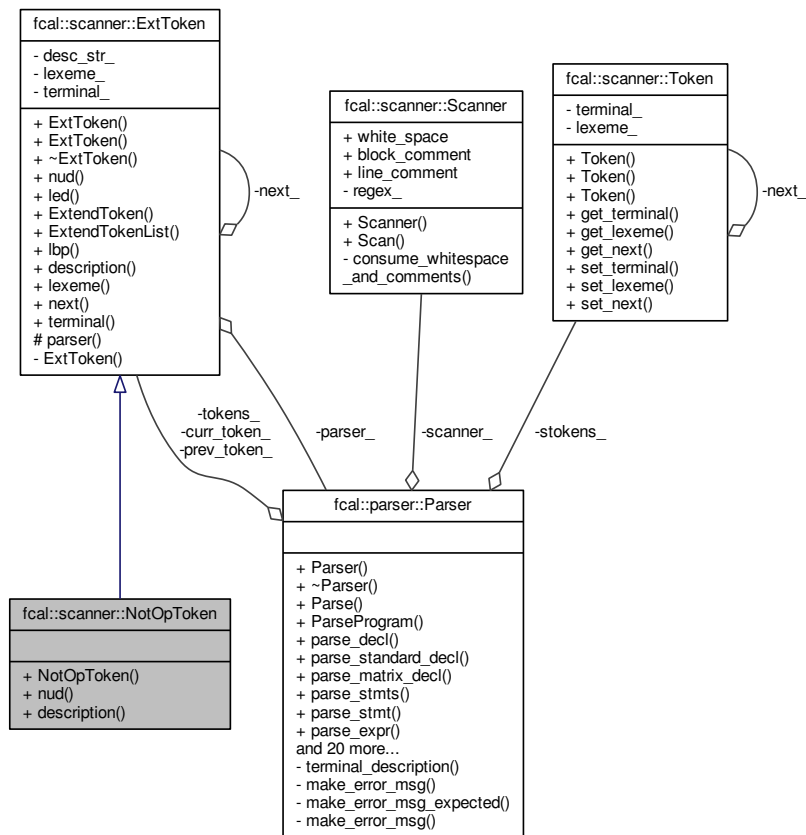 fcal::scanner::ExtToken
- desc_str_
- lexeme_
- terminal_
+ ExtToken()
+ ExtToken()
+ ~ExtToken()
+ nud()
+ led()
+ ExtendToken()
+ ExtendTokenList()
+ lbp()
+ description()
+ lexeme()
+ next()
+ terminal()
# parser()
- ExtToken()
-next_
fcal::scanner::Scanner
+ white_space
+ block_comment
+ line_comment
- regex_
+ Scanner()
+ Scan()
- consume_whitespace
_and_comments()
fcal::scanner::Token
- terminal_
- lexeme_
+ Token()
+ Token()
+ Token()
+ get_terminal()
+ get_lexeme()
+ get_next()
+ set_terminal()
+ set_lexeme()
+ set_next()
-next_
-tokens_
-curr_token_
-prev_token_
-parser_
-scanner_
-stokens_
fcal::scanner::NotOpToken
+ NotOpToken()
+ nud()
+ description()
fcal::parser::Parser
+ Parser()
+ ~Parser()
+ Parse()
+ ParseProgram()
+ parse_decl()
+ parse_standard_decl()
+ parse_matrix_decl()
+ parse_stmts()
+ parse_stmt()
+ parse_expr()
and 20 more...
- terminal_description()
- make_error_msg()
- make_error_msg_expected()
- make_error_msg()